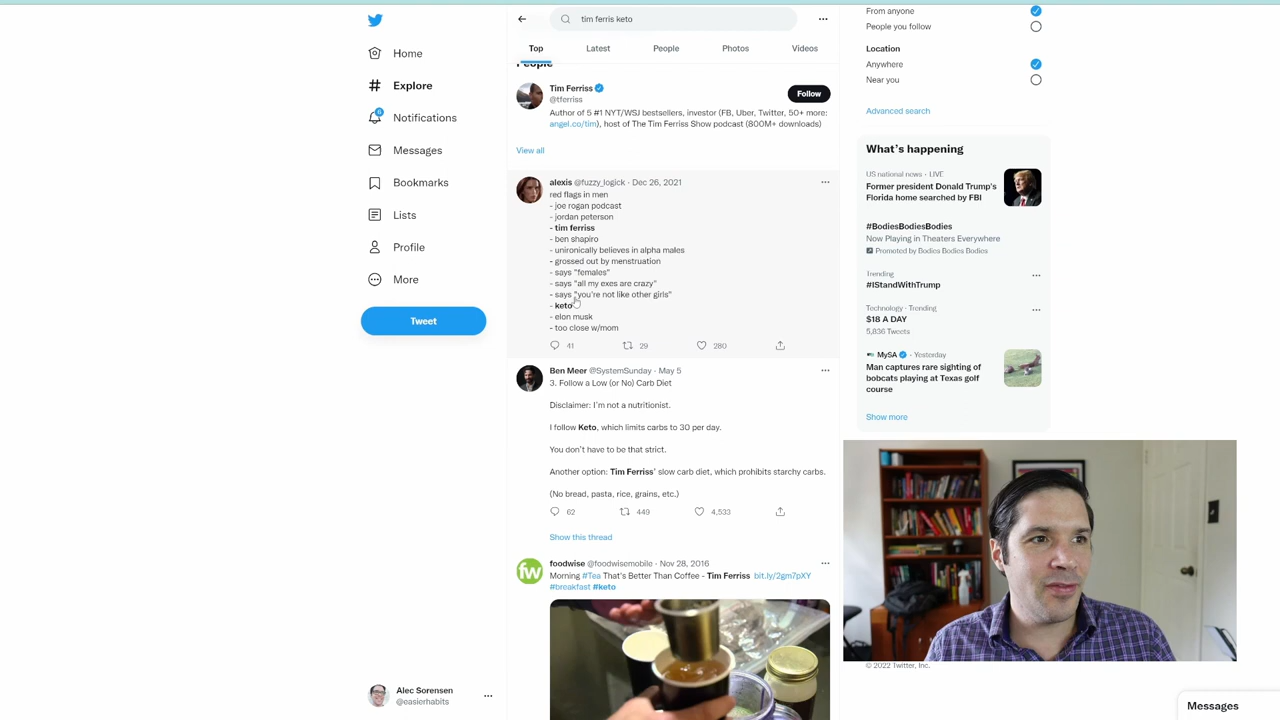 tim ferris keto
Home
Explore
6
Notifications
Messages
Bookmarks
Lists
Profile
More
Tweet
Alec Sorensen
@easierhabits
Top
Latest
People
Photos
Videos
People
Tim Ferriss
@tferriss
Follow
Author of 5 #1 NYT/WSJ bestsellers, investor (FB, Uber, Twitter, 50+ more:
angel.co/tim), host of The Tim Ferriss Show podcast (800M+ downloads)
View all
alexis @fuzzy_logick · Dec 26, 2021
red flags in men
- joe rogan podcast
- jordan peterson
- tim ferriss
- ben shapiro
- unironically believes in alpha males
- grossed out by menstruation
- says "females"
- says "all my exes are crazy"
- says "you're not like other girls"
- keto
- elon musk
- too close w/mom
41
29
280
Ben Meer @SystemSunday · May 5
3. Follow a Low (or No) Carb Diet
Disclaimer: I'm not a nutritionist.
I follow Keto, which limits carbs to 30 per day.
You don't have to be that strict.
Another option: Tim Ferriss' slow carb diet, which prohibits starchy carbs.
(No bread, pasta, rice, grains, etc.)
62
449
4,533
Show this thread
fw
foodwise @foodwisemobile · Nov 28, 2016
Morning #Tea That's Better Than Coffee - Tim Ferriss bit.ly/2gm7pXY
#breakfast #keto
From anyone
People you follow
Location
Anywhere
Near you
Advanced search
What's happening
US national news · LIVE
Former president Donald Trump's
Florida home searched by FBI
#BodiesBodiesBodies
Now Playing in Theaters Everywhere
Promoted by Bodies Bodies Bodies
Trending
#IStandWithTrump
Technology · Trending
$18 A DAY
5,836 Tweets
MySA · Yesterday
Man captures rare sighting of
bobcats playing at Texas golf
course
Show more
© 2022 Twitter, Inc.
Messages